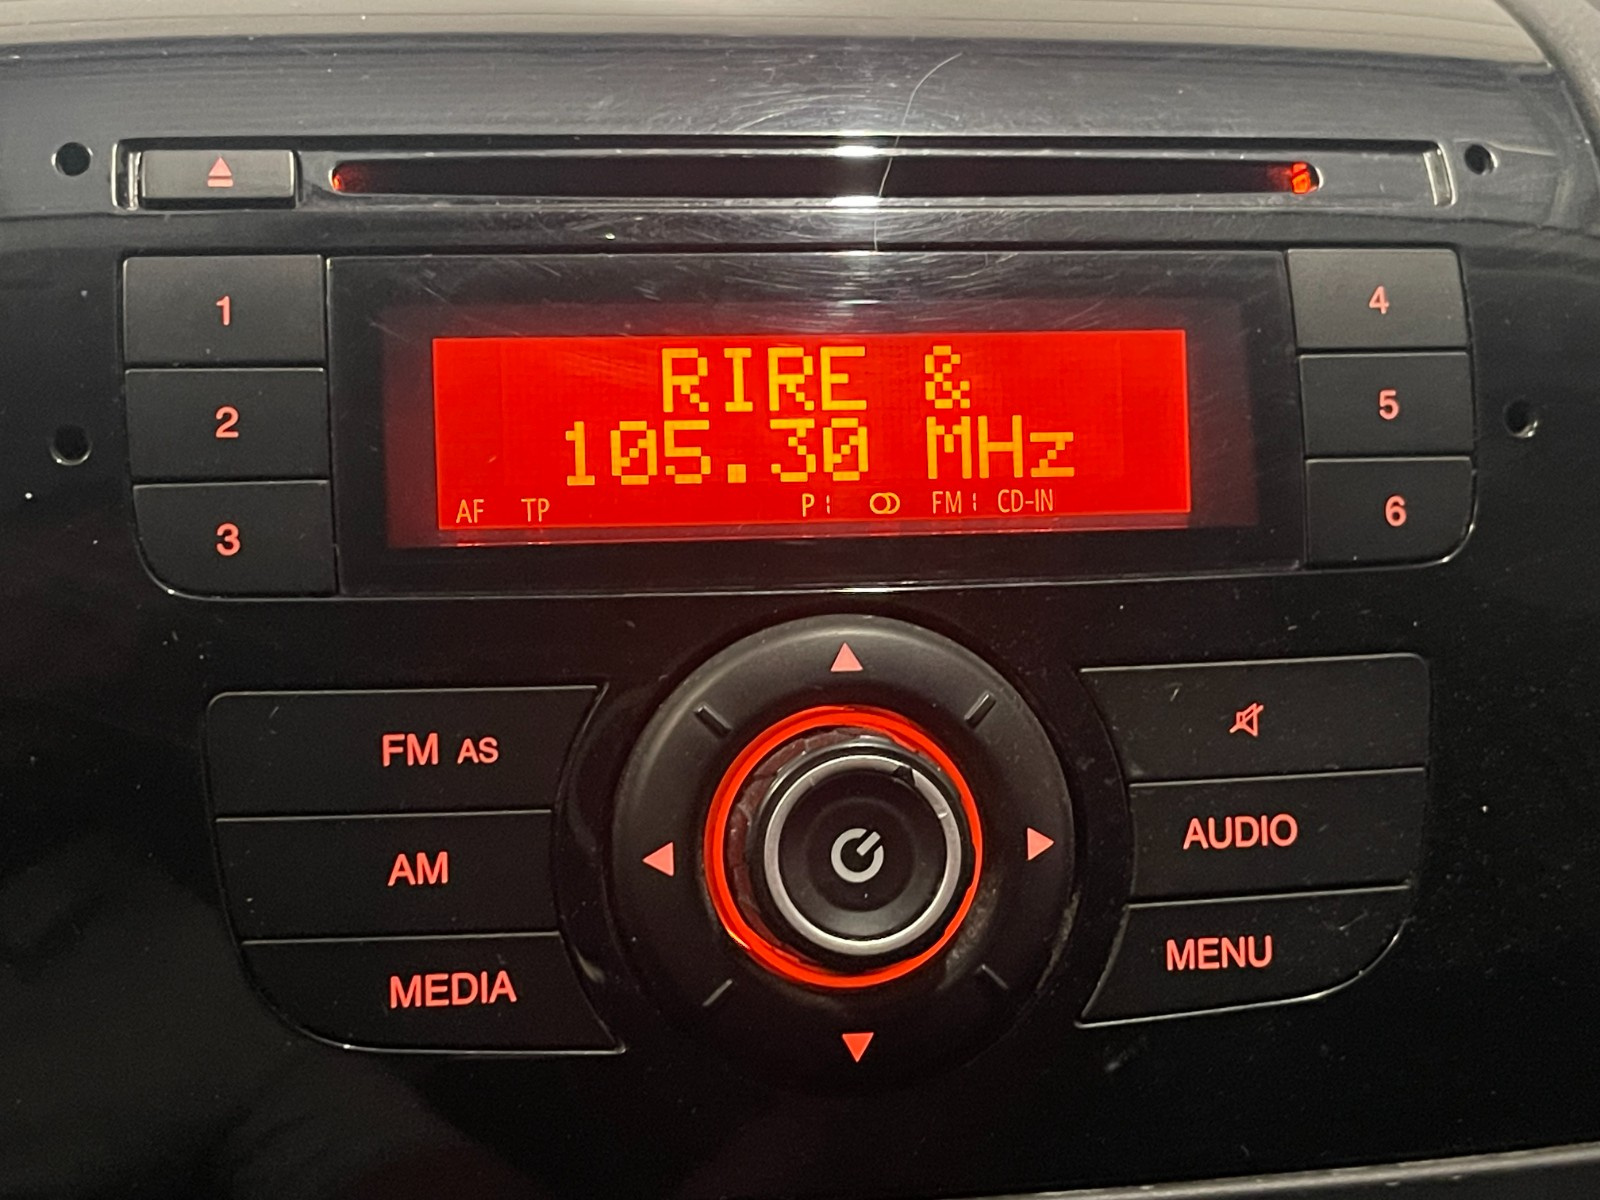 1
2
3
RIRE &
105.30 MHz
AF TP P FM CD-IN
4
5
6
FM AS
AM
MEDIA
AUDIO
MENU